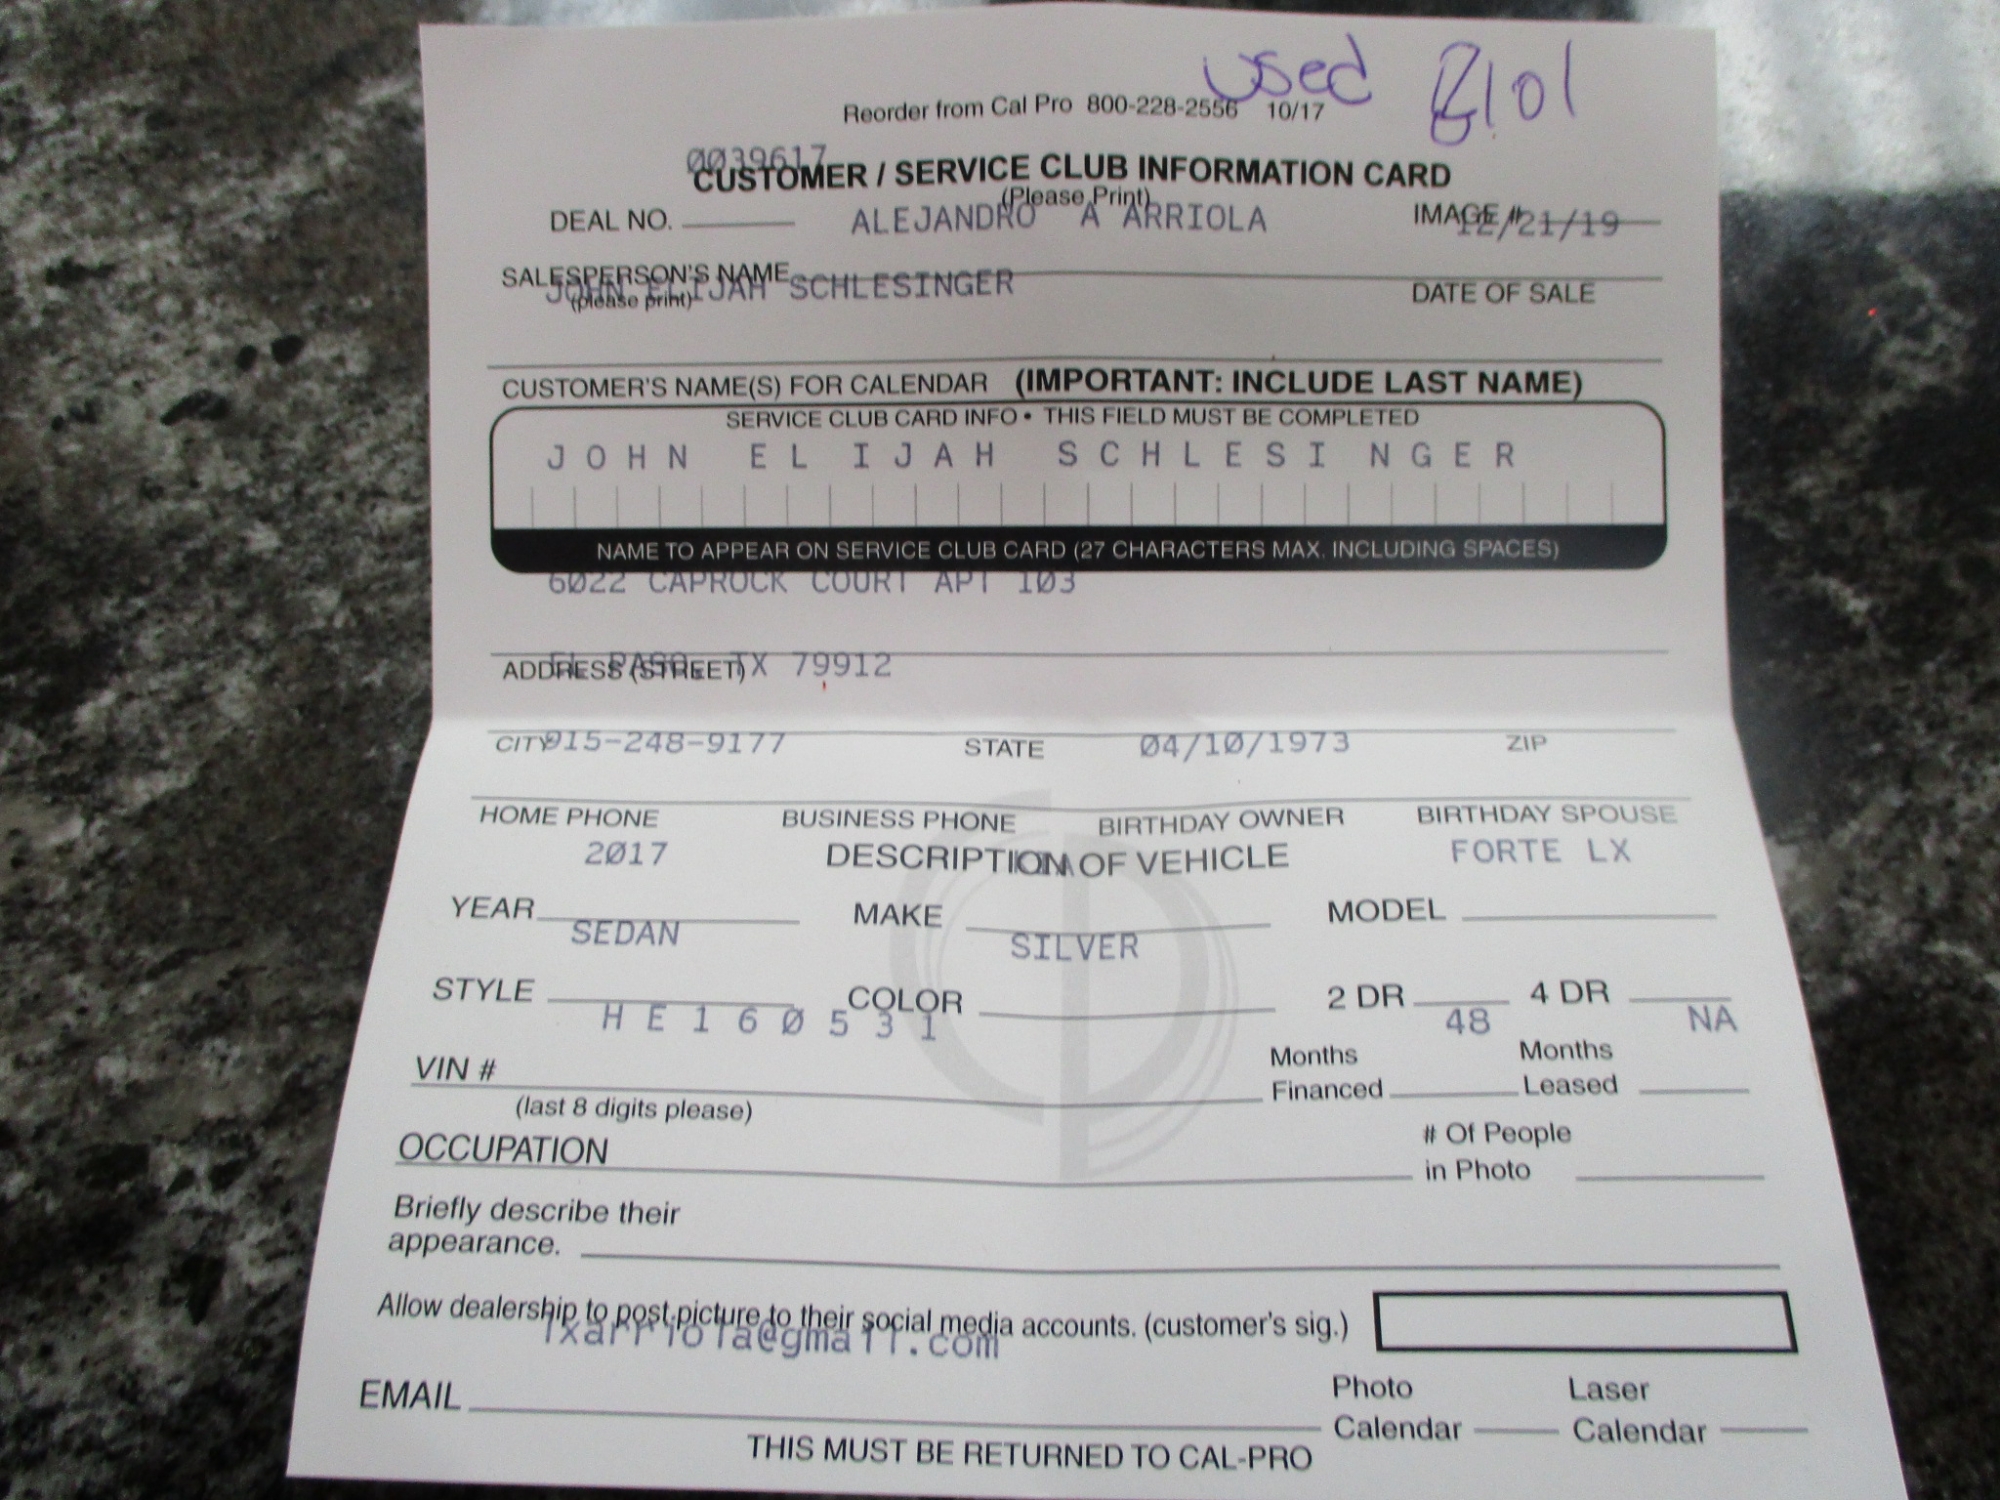 used 8101
Reorder from Cal Pro 800-228-2556 10/17
0039617
CUSTOMER / SERVICE CLUB INFORMATION CARD
(Please Print)
DEAL NO. ALEJANDRO A ARRIOLA IMAGE # 12/21/19
SALESPERSON'S NAME
(please print) JOHN ELIJAH SCHLESINGER DATE OF SALE
CUSTOMER'S NAME(S) FOR CALENDAR (IMPORTANT: INCLUDE LAST NAME)
SERVICE CLUB CARD INFO • THIS FIELD MUST BE COMPLETED
JOHN ELIJAH SCHLESINGER
NAME TO APPEAR ON SERVICE CLUB CARD (27 CHARACTERS MAX. INCLUDING SPACES)
6022 CAPROCK COURT APT 103
ADDRESS (STREET) EL PASO, TX 79912
CITY 915-248-9177 STATE 04/10/1973 ZIP
HOME PHONE BUSINESS PHONE BIRTHDAY OWNER BIRTHDAY SPOUSE
2017 DESCRIPTION OF VEHICLE FORTE LX
YEAR MAKE MODEL
SEDAN SILVER
STYLE COLOR 2 DR 4 DR
HE160531 48 NA
VIN # Months Financed Months Leased
(last 8 digits please)
OCCUPATION # Of People in Photo
Briefly describe their
appearance.
Allow dealership to post picture to their social media accounts. (customer's sig.)
lxarriola@gmail.com
EMAIL Photo Calendar Laser Calendar
THIS MUST BE RETURNED TO CAL-PRO